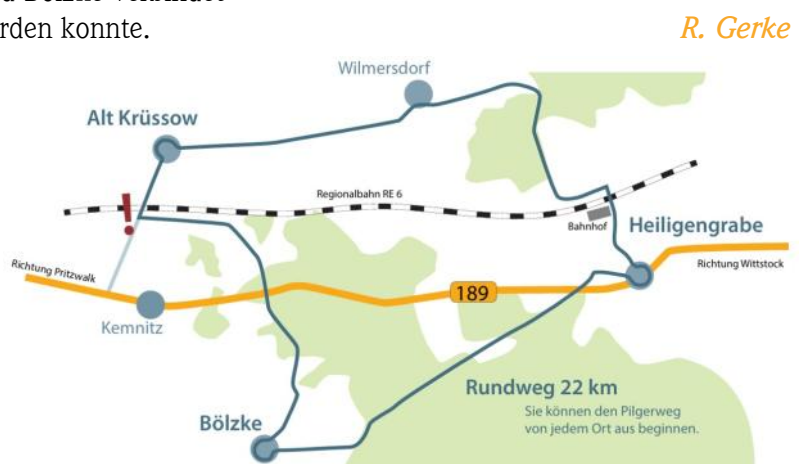 rden konnte.
R. Gerke
Wilmersdorf
Alt Krüssow
Regionalbahn RE 6
Bahnhof
Heiligengrabe
Richtung Wittstock
Richtung Pritzwalk
189
Kemnitz
Rundweg 22 km
Sie können den Pilgerweg
von jedem Ort aus beginnen.
Bölzke